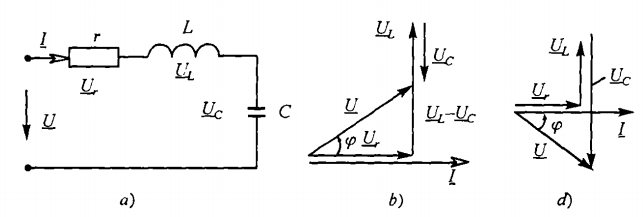 I r L
U_r U_L
U U_C C
a)
U_L U_C
U U_L–U_C
φ U_r
I
b)
U_L U_C
U_r
φ I
U
d)